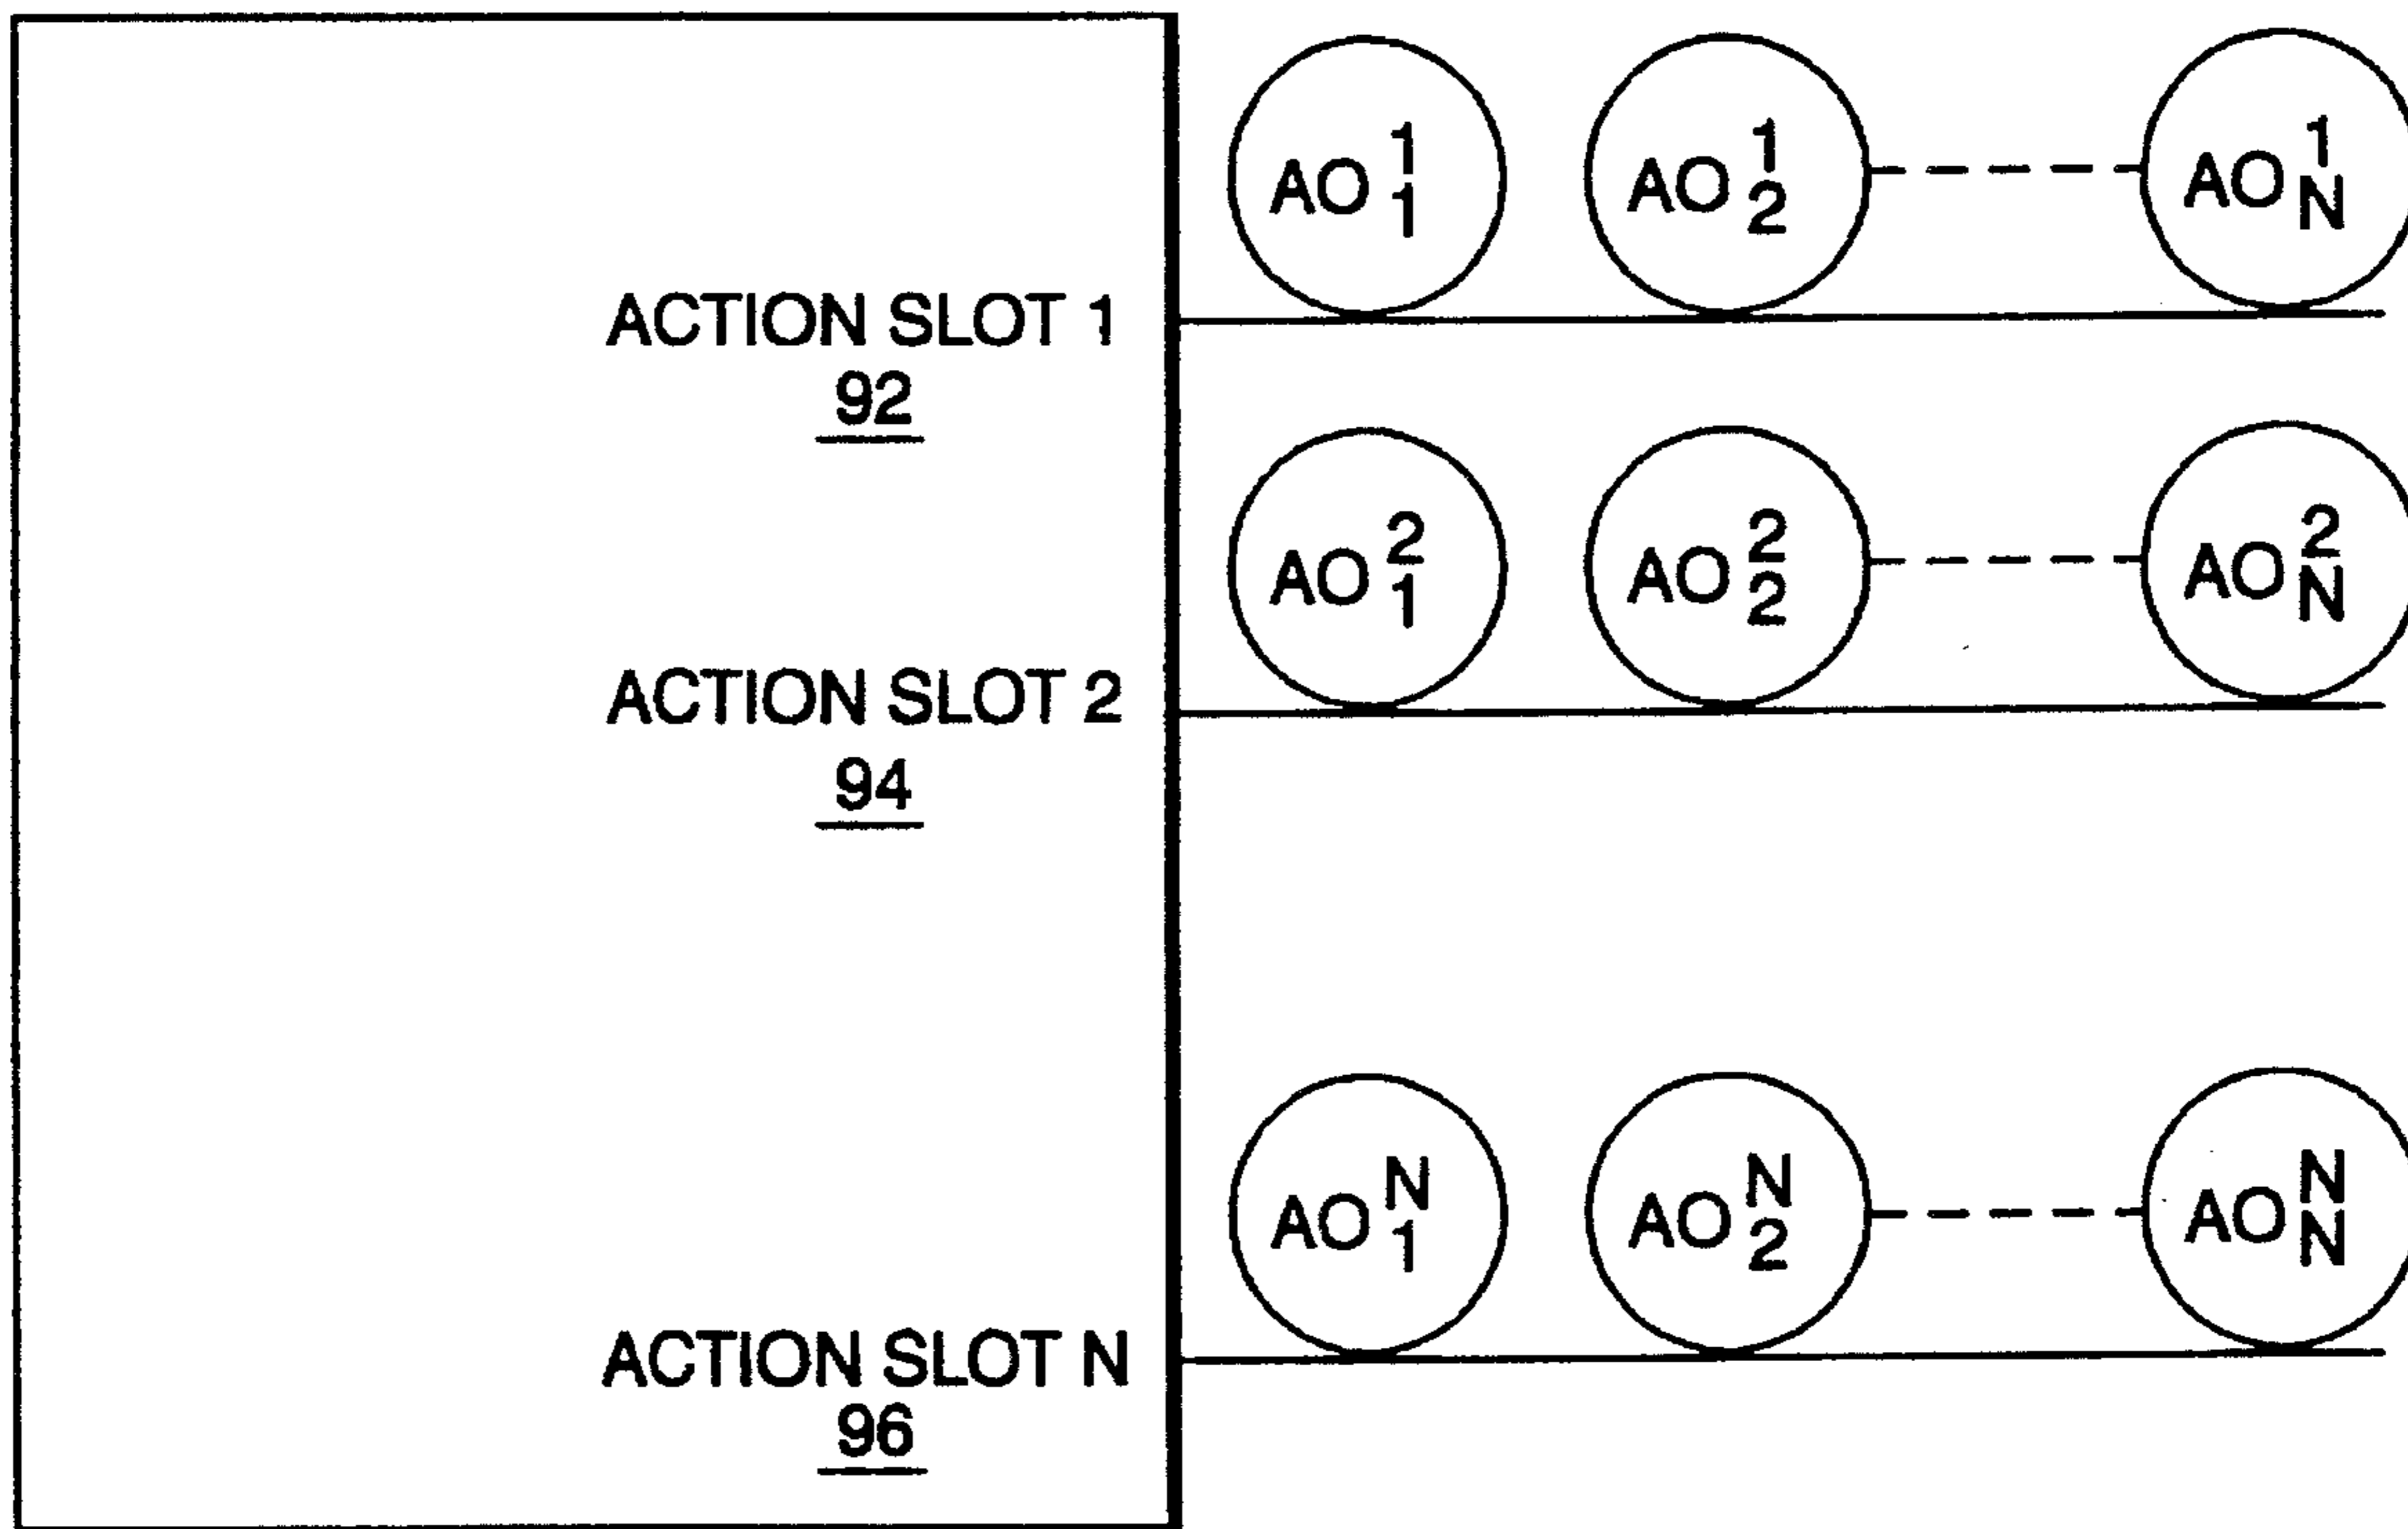 AO 1 1 AO 1 2 AO 1 N
ACTION SLOT 1
92
AO 2 1 AO 2 2 AO 2 N
ACTION SLOT 2
94
AO N 1 AO N 2 AO N N
ACTION SLOT N
96